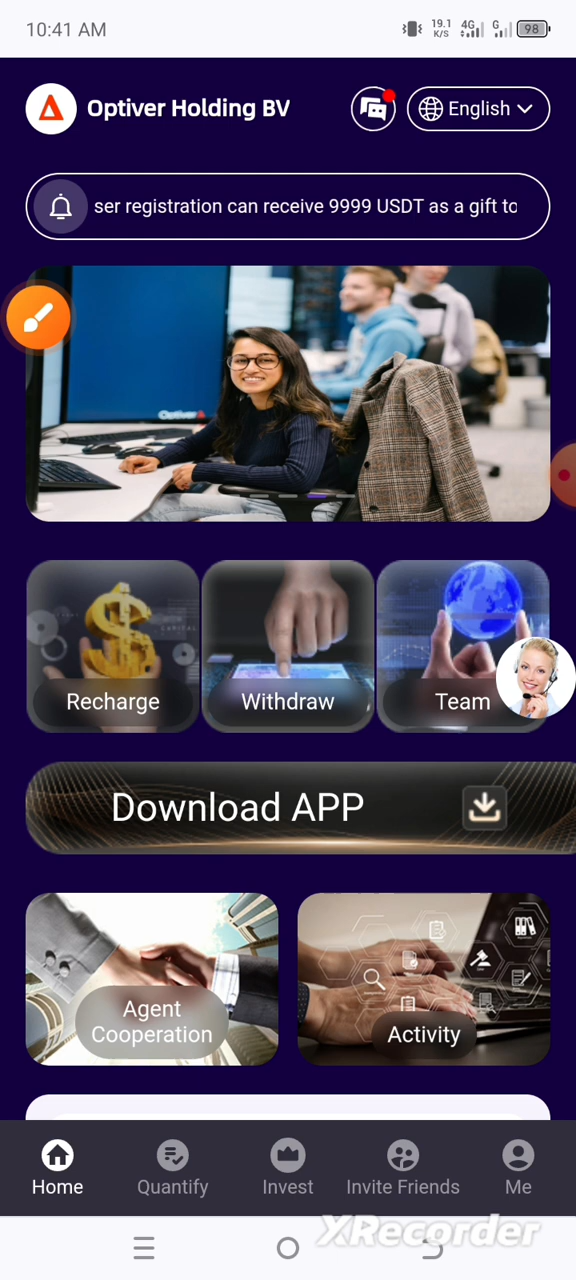 10:41 AM
19.1 K/S 4G G 98
Optiver Holding BV
English
ser registration can receive 9999 USDT as a gift to
Optiver
Recharge
Withdraw
Team
Download APP
Agent
Cooperation
Activity
Home
Quantify
Invest
Invite Friends
Me
XRecorder